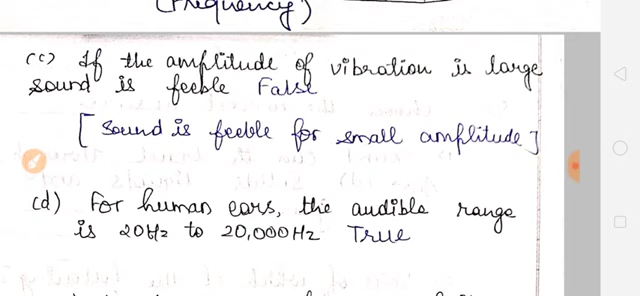 (Frequency)
(c) If the amplitude of vibration is large
sound is feeble False
[sound is feeble for small amplitude]
(d) For human ears, the audible range
is 20Hz to 20,000Hz True